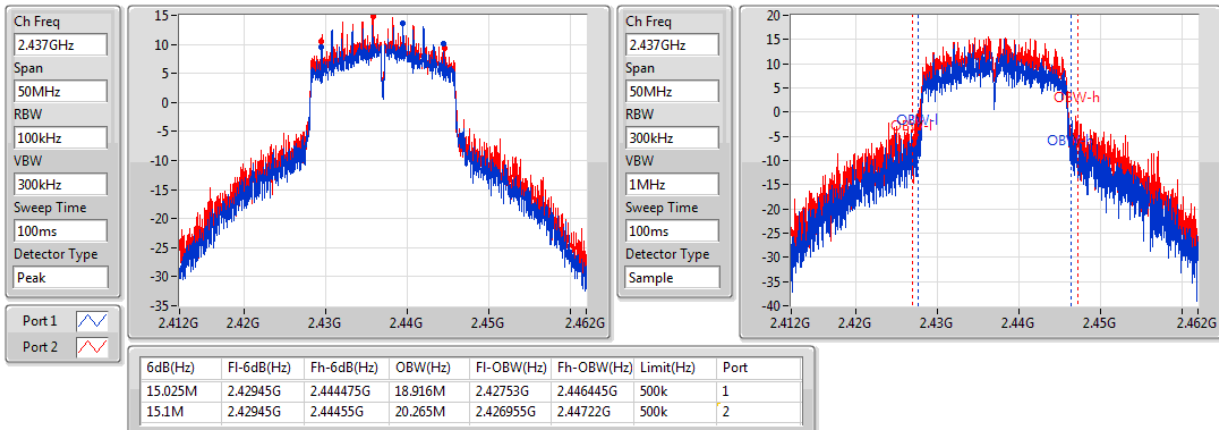 Ch Freq
2.437GHz
Span
50MHz
RBW
100kHz
VBW
300kHz
Sweep Time
100ms
Detector Type
Peak
Port 1
Port 2
15-
10-
5-
0-
-5-
-10-
-15-
-20-
-25-
-30-
-35-
2.412G 2.42G 2.43G 2.44G 2.45G 2.462G
Ch Freq
2.437GHz
Span
50MHz
RBW
300kHz
VBW
1MHz
Sweep Time
100ms
Detector Type
Sample
20-
15-
10-
5-
0-
-5-
-10-
-15-
-20-
-25-
-30-
-35-
-40-
OBW-l
OBW-h
2.412G 2.42G 2.43G 2.44G 2.45G 2.462G
6dB(Hz) Fl-6dB(Hz) Fh-6dB(Hz) OBW(Hz) Fl-OBW(Hz) Fh-OBW(Hz) Limit(Hz) Port
15.025M 2.42945G 2.444475G 18.916M 2.42753G 2.446445G 500k 1
15.1M 2.42945G 2.44455G 20.265M 2.426955G 2.44722G 500k 2